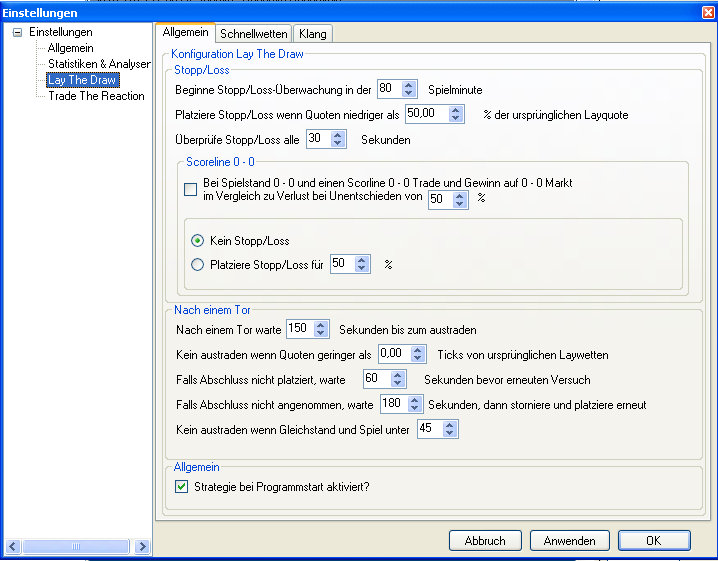 Einstellungen
Einstellungen
Allgemein
Statistiken & Analyser
Lay The Draw
Trade The Reaction
Allgemein Schnellwetten Klang
Konfiguration Lay The Draw
Stopp/Loss
Beginne Stopp/Loss-Überwachung in der 80 Spielminute
Platziere Stopp/Loss wenn Quoten niedriger als 50,00 % der ursprünglichen Layquote
Überprüfe Stopp/Loss alle 30 Sekunden
Scoreline 0 - 0
Bei Spielstand 0 - 0 und einen Scorline 0 - 0 Trade und Gewinn auf 0 - 0 Markt
im Vergleich zu Verlust bei Unentschieden von 50 %
Kein Stopp/Loss
Platziere Stopp/Loss für 50 %
Nach einem Tor
Nach einem Tor warte 150 Sekunden bis zum austraden
Kein austraden wenn Quoten geringer als 0,00 Ticks von ursprünglichen Laywetten
Falls Abschluss nicht platziert, warte 60 Sekunden bevor erneuten Versuch
Falls Abschluss nicht angenommen, warte 180 Sekunden, dann storniere und platziere erneut
Kein austraden wenn Gleichstand und Spiel unter 45
Allgemein
Strategie bei Programmstart aktiviert?
Abbruch Anwenden OK